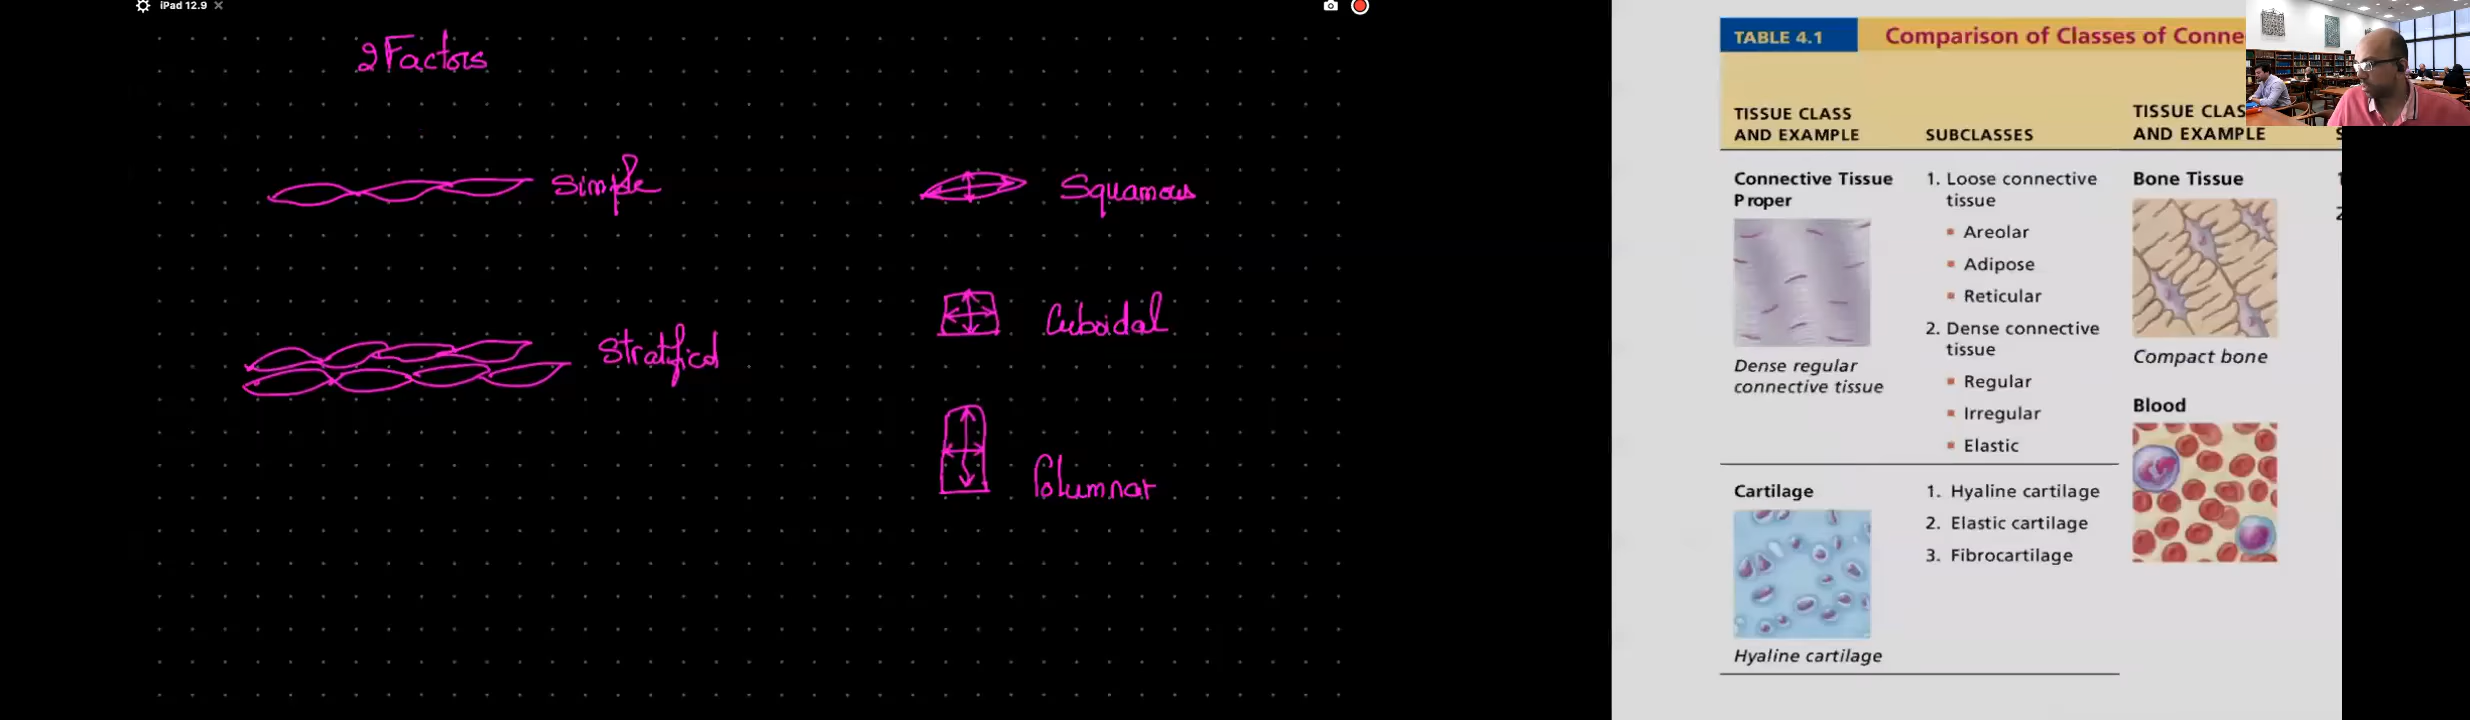 iPad 12.9
2 Factors
Simple
Stratified
Squamous
Cuboidal
Columnar
TABLE 4.1
Comparison of Classes of Conne
TISSUE CLASS
AND EXAMPLE
SUBCLASSES
TISSUE CLAS
AND EXAMPLE
Connective Tissue
Proper
Dense regular
connective tissue
1. Loose connective
tissue
▪ Areolar
▪ Adipose
▪ Reticular
2. Dense connective
tissue
▪ Regular
▪ Irregular
▪ Elastic
Cartilage
Hyaline cartilage
1. Hyaline cartilage
2. Elastic cartilage
3. Fibrocartilage
Bone Tissue
Compact bone
Blood